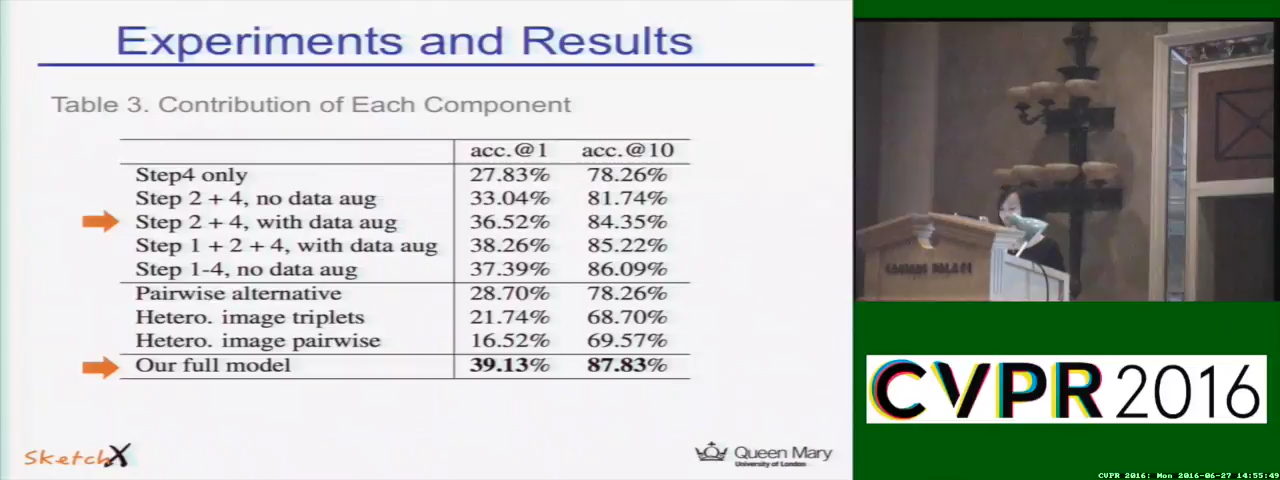 Experiments and Results
Table 3. Contribution of Each Component
acc.@1 acc.@10
Step4 only 27.83% 78.26%
Step 2 + 4, no data aug 33.04% 81.74%
Step 2 + 4, with data aug 36.52% 84.35%
Step 1 + 2 + 4, with data aug 38.26% 85.22%
Step 1-4, no data aug 37.39% 86.09%
Pairwise alternative 28.70% 78.26%
Hetero. image triplets 21.74% 68.70%
Hetero. image pairwise 16.52% 69.57%
Our full model 39.13% 87.83%
SketchX
Queen Mary
University of London
CAESARS PALACE
CVPR 2016
CVPR 2016: Mon 2016-06-27 14:55:49